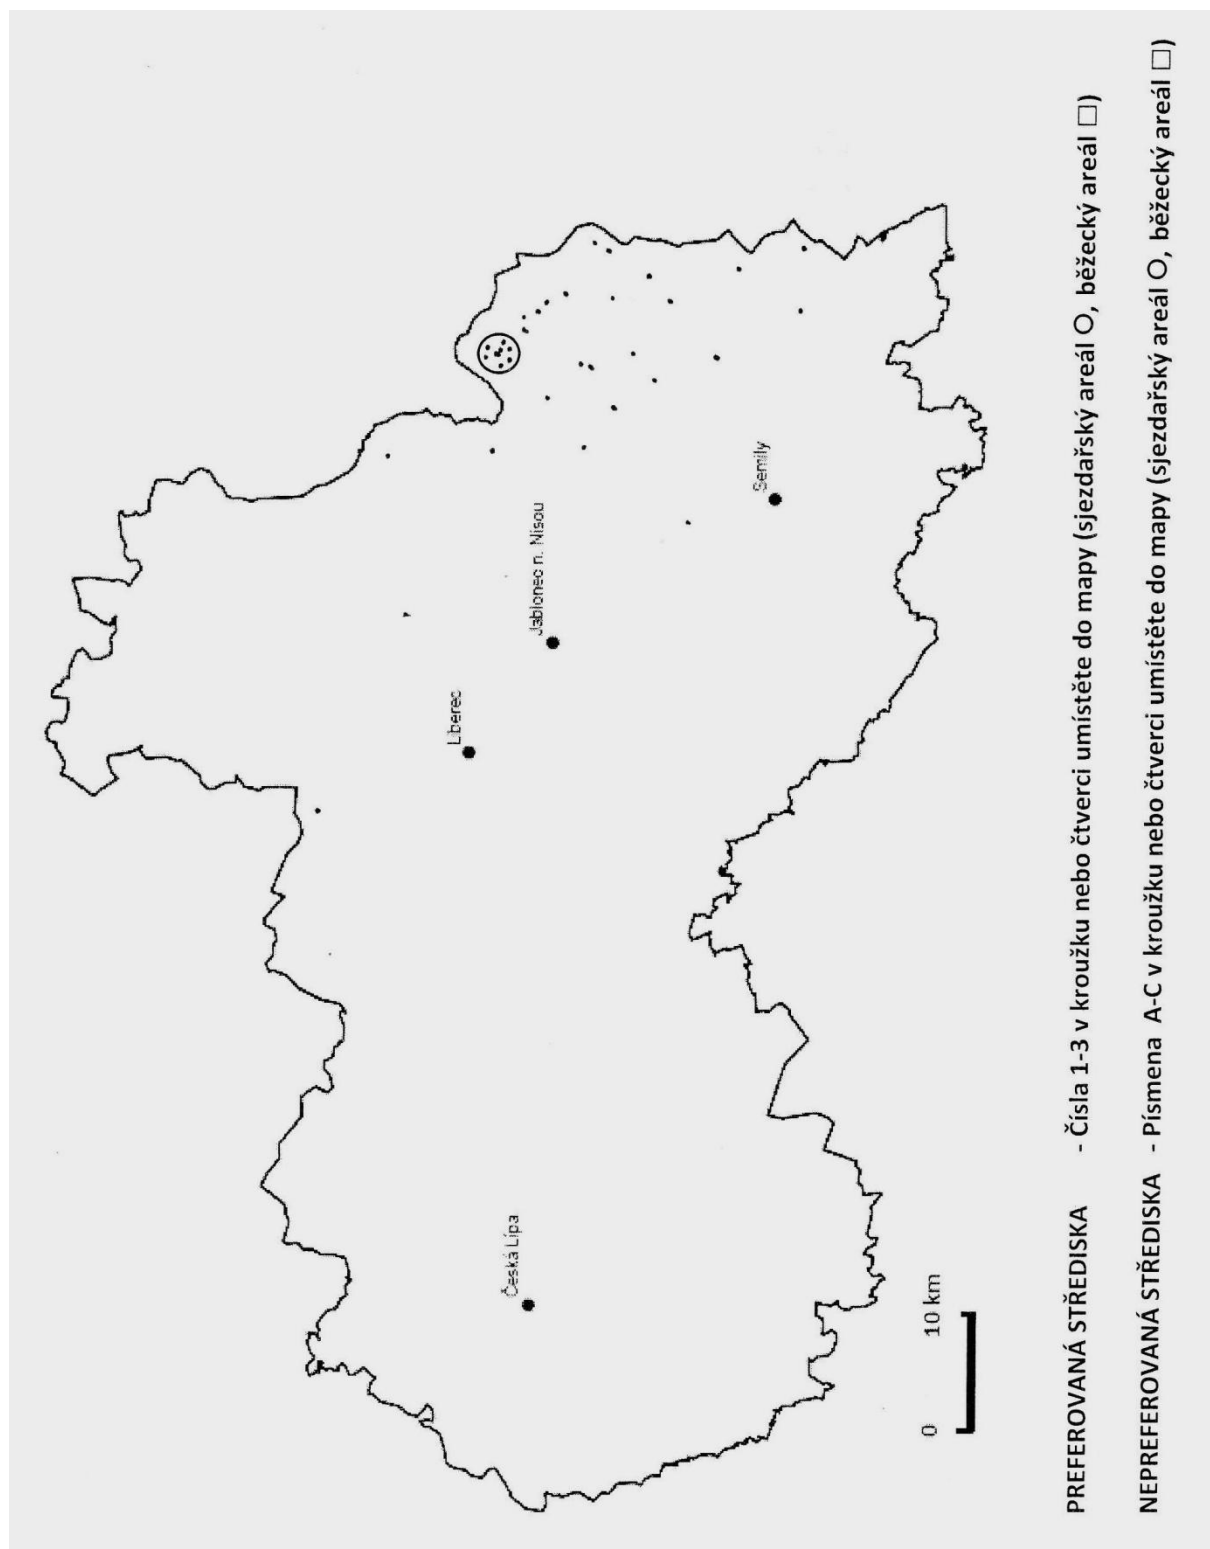 Česká Lípa
Liberec
Jablonec n. Nisou
Semily
0 10 km
PREFEROVANÁ STŘEDISKA - Čísla 1-3 v kroužku nebo čtverci umístěte do mapy (sjezdařský areál O, běžecký areál □)
NEPREFEROVANÁ STŘEDISKA - Písmena A-C v kroužku nebo čtverci umístěte do mapy (sjezdařský areál O, běžecký areál □)